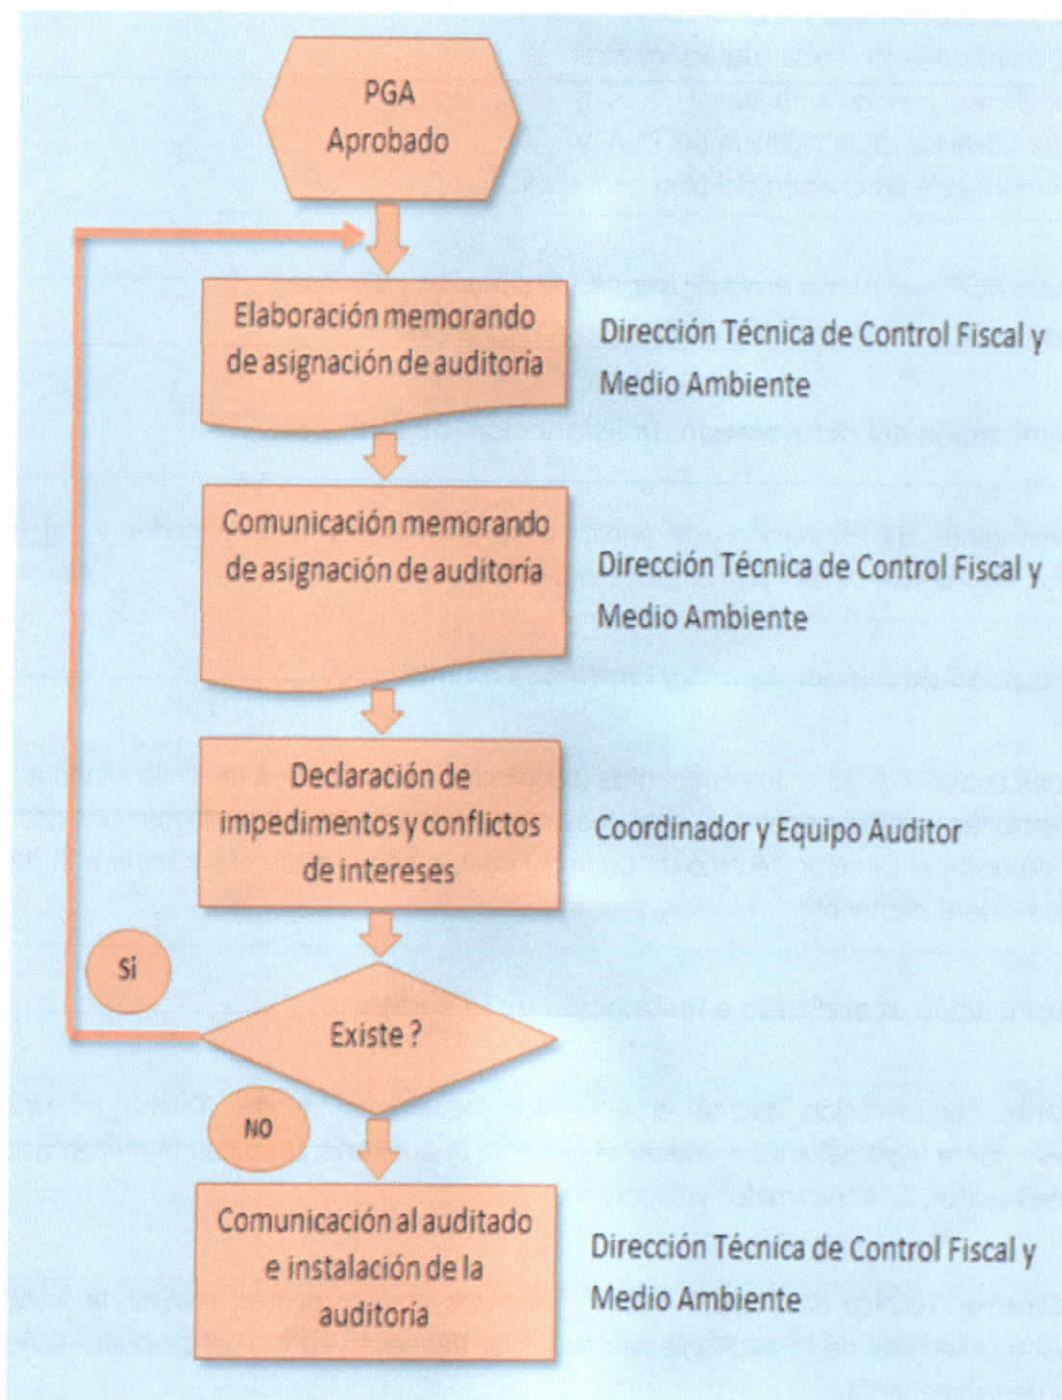 PGA
Aprobado
Elaboración memorando
de asignación de auditoría
Dirección Técnica de Control Fiscal y
Medio Ambiente
Comunicación memorando
de asignación de auditoría
Dirección Técnica de Control Fiscal y
Medio Ambiente
Declaración de
impedimentos y conflictos
de intereses
Coordinador y Equipo Auditor
Si
Existe ?
NO
Comunicación al auditado
e instalación de la
auditoría
Dirección Técnica de Control Fiscal y
Medio Ambiente